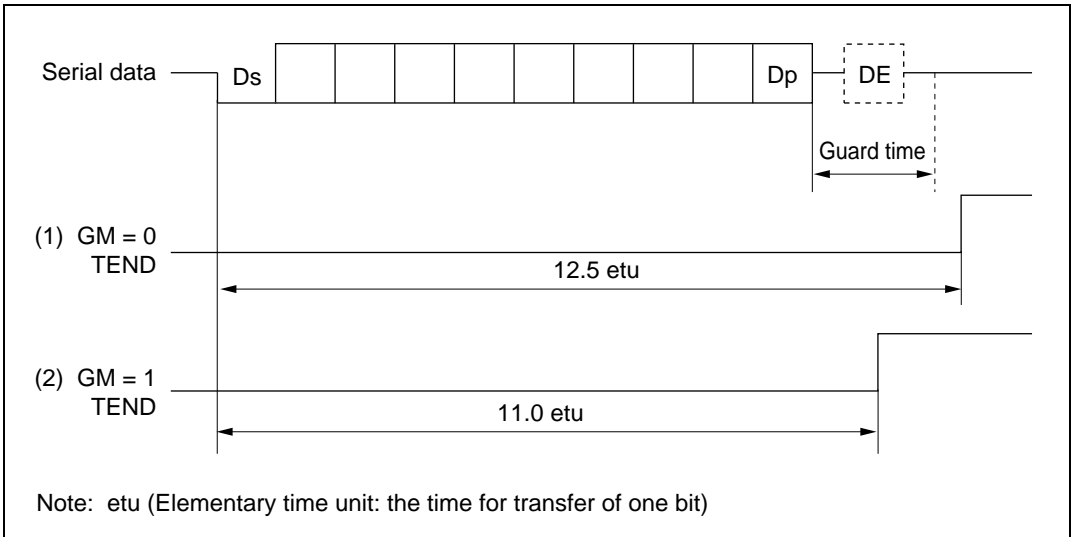 Serial data Ds Dp DE
Guard time
(1) GM = 0
TEND
12.5 etu
(2) GM = 1
TEND
11.0 etu
Note: etu (Elementary time unit: the time for transfer of one bit)